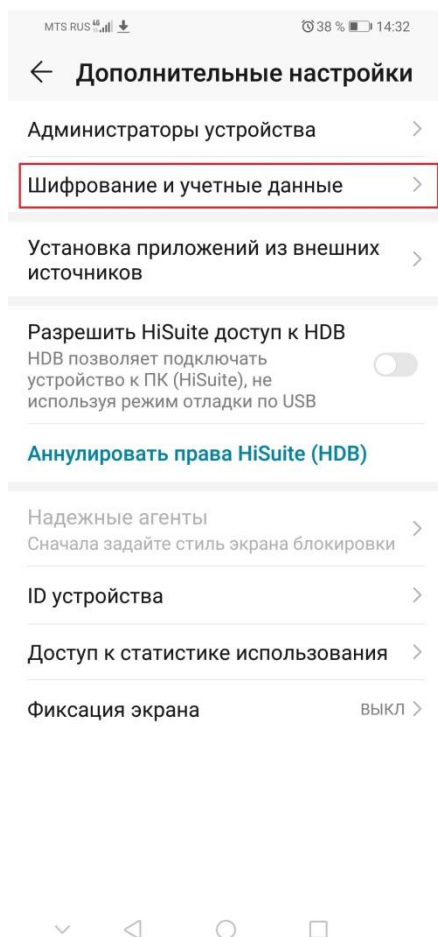 MTS RUS 4G 38 % 14:32
Дополнительные настройки
Администраторы устройства
Шифрование и учетные данные
Установка приложений из внешних
источников
Разрешить HiSuite доступ к HDB
HDB позволяет подключать
устройство к ПК (HiSuite), не
используя режим отладки по USB
Аннулировать права HiSuite (HDB)
Надежные агенты
Сначала задайте стиль экрана блокировки
ID устройства
Доступ к статистике использования
Фиксация экрана ВЫКЛ